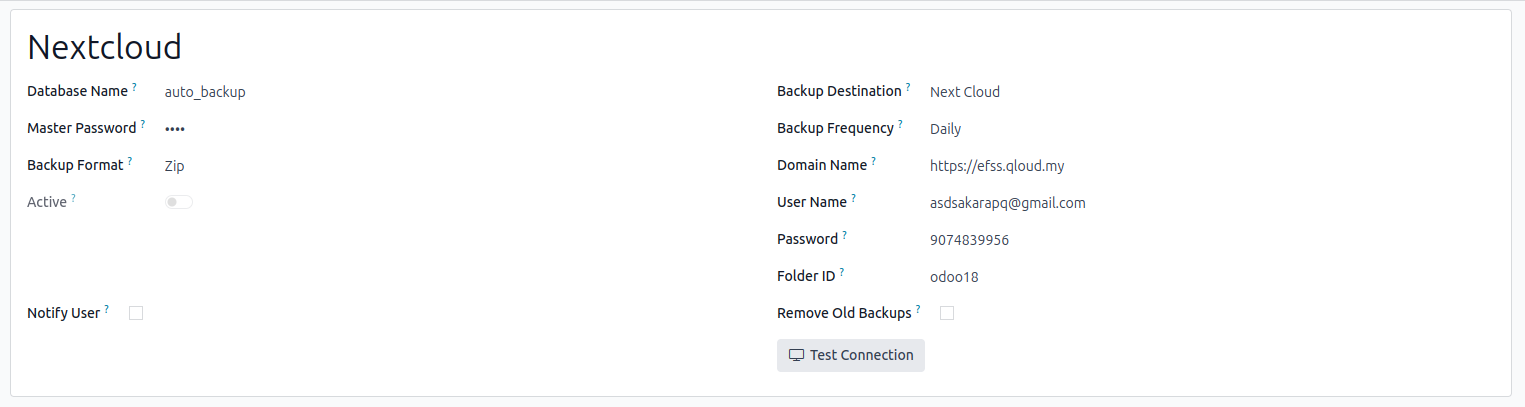 Nextcloud
Database Name ? auto_backup
Backup Destination ? Next Cloud
Master Password ? ••••
Backup Frequency ? Daily
Backup Format ? Zip
Domain Name ? https://efss.qloud.my
Active ?
User Name ? asdsakarapq@gmail.com
Password ? 9074839956
Folder ID ? odoo18
Notify User ?
Remove Old Backups ?
Test Connection